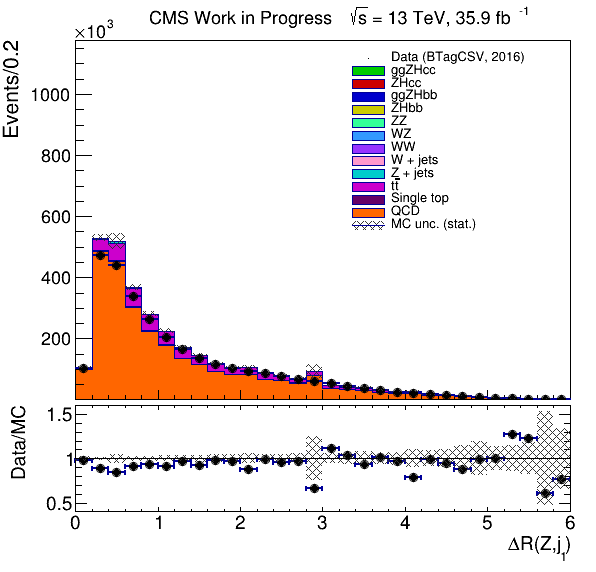 CMS Work in Progress √s = 13 TeV, 35.9 fb⁻¹
×10³
Events/0.2
1000
800
600
400
200
Data (BTagCSV, 2016)
ggZHcc
ZHcc
ggZHbb
ZHbb
ZZ
WZ
WW
W + jets
Z + jets
tt̄
Single top
QCD
MC unc. (stat.)
Data/MC
1.5
1
0.5
0 1 2 3 4 5 6
ΔR(Z,j₁)